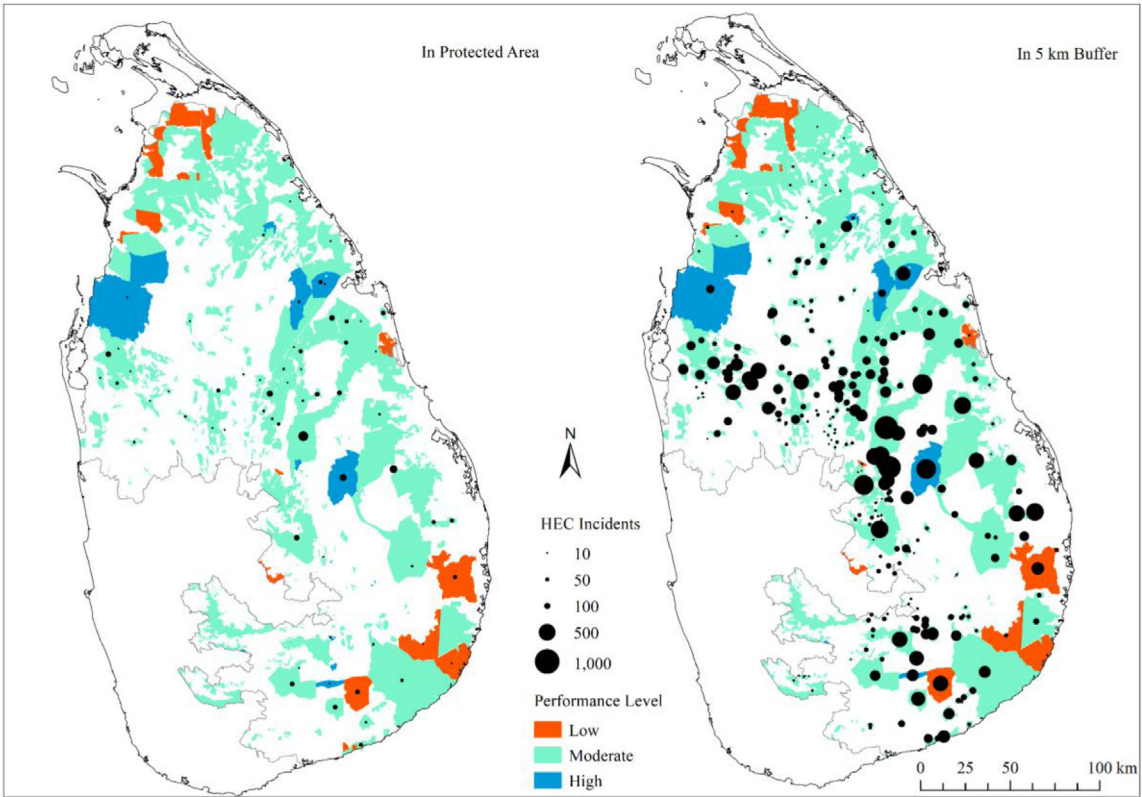 In Protected Area
In 5 km Buffer
N
HEC Incidents
10
50
100
500
1,000
Performance Level
Low
Moderate
High
0 25 50 100 km